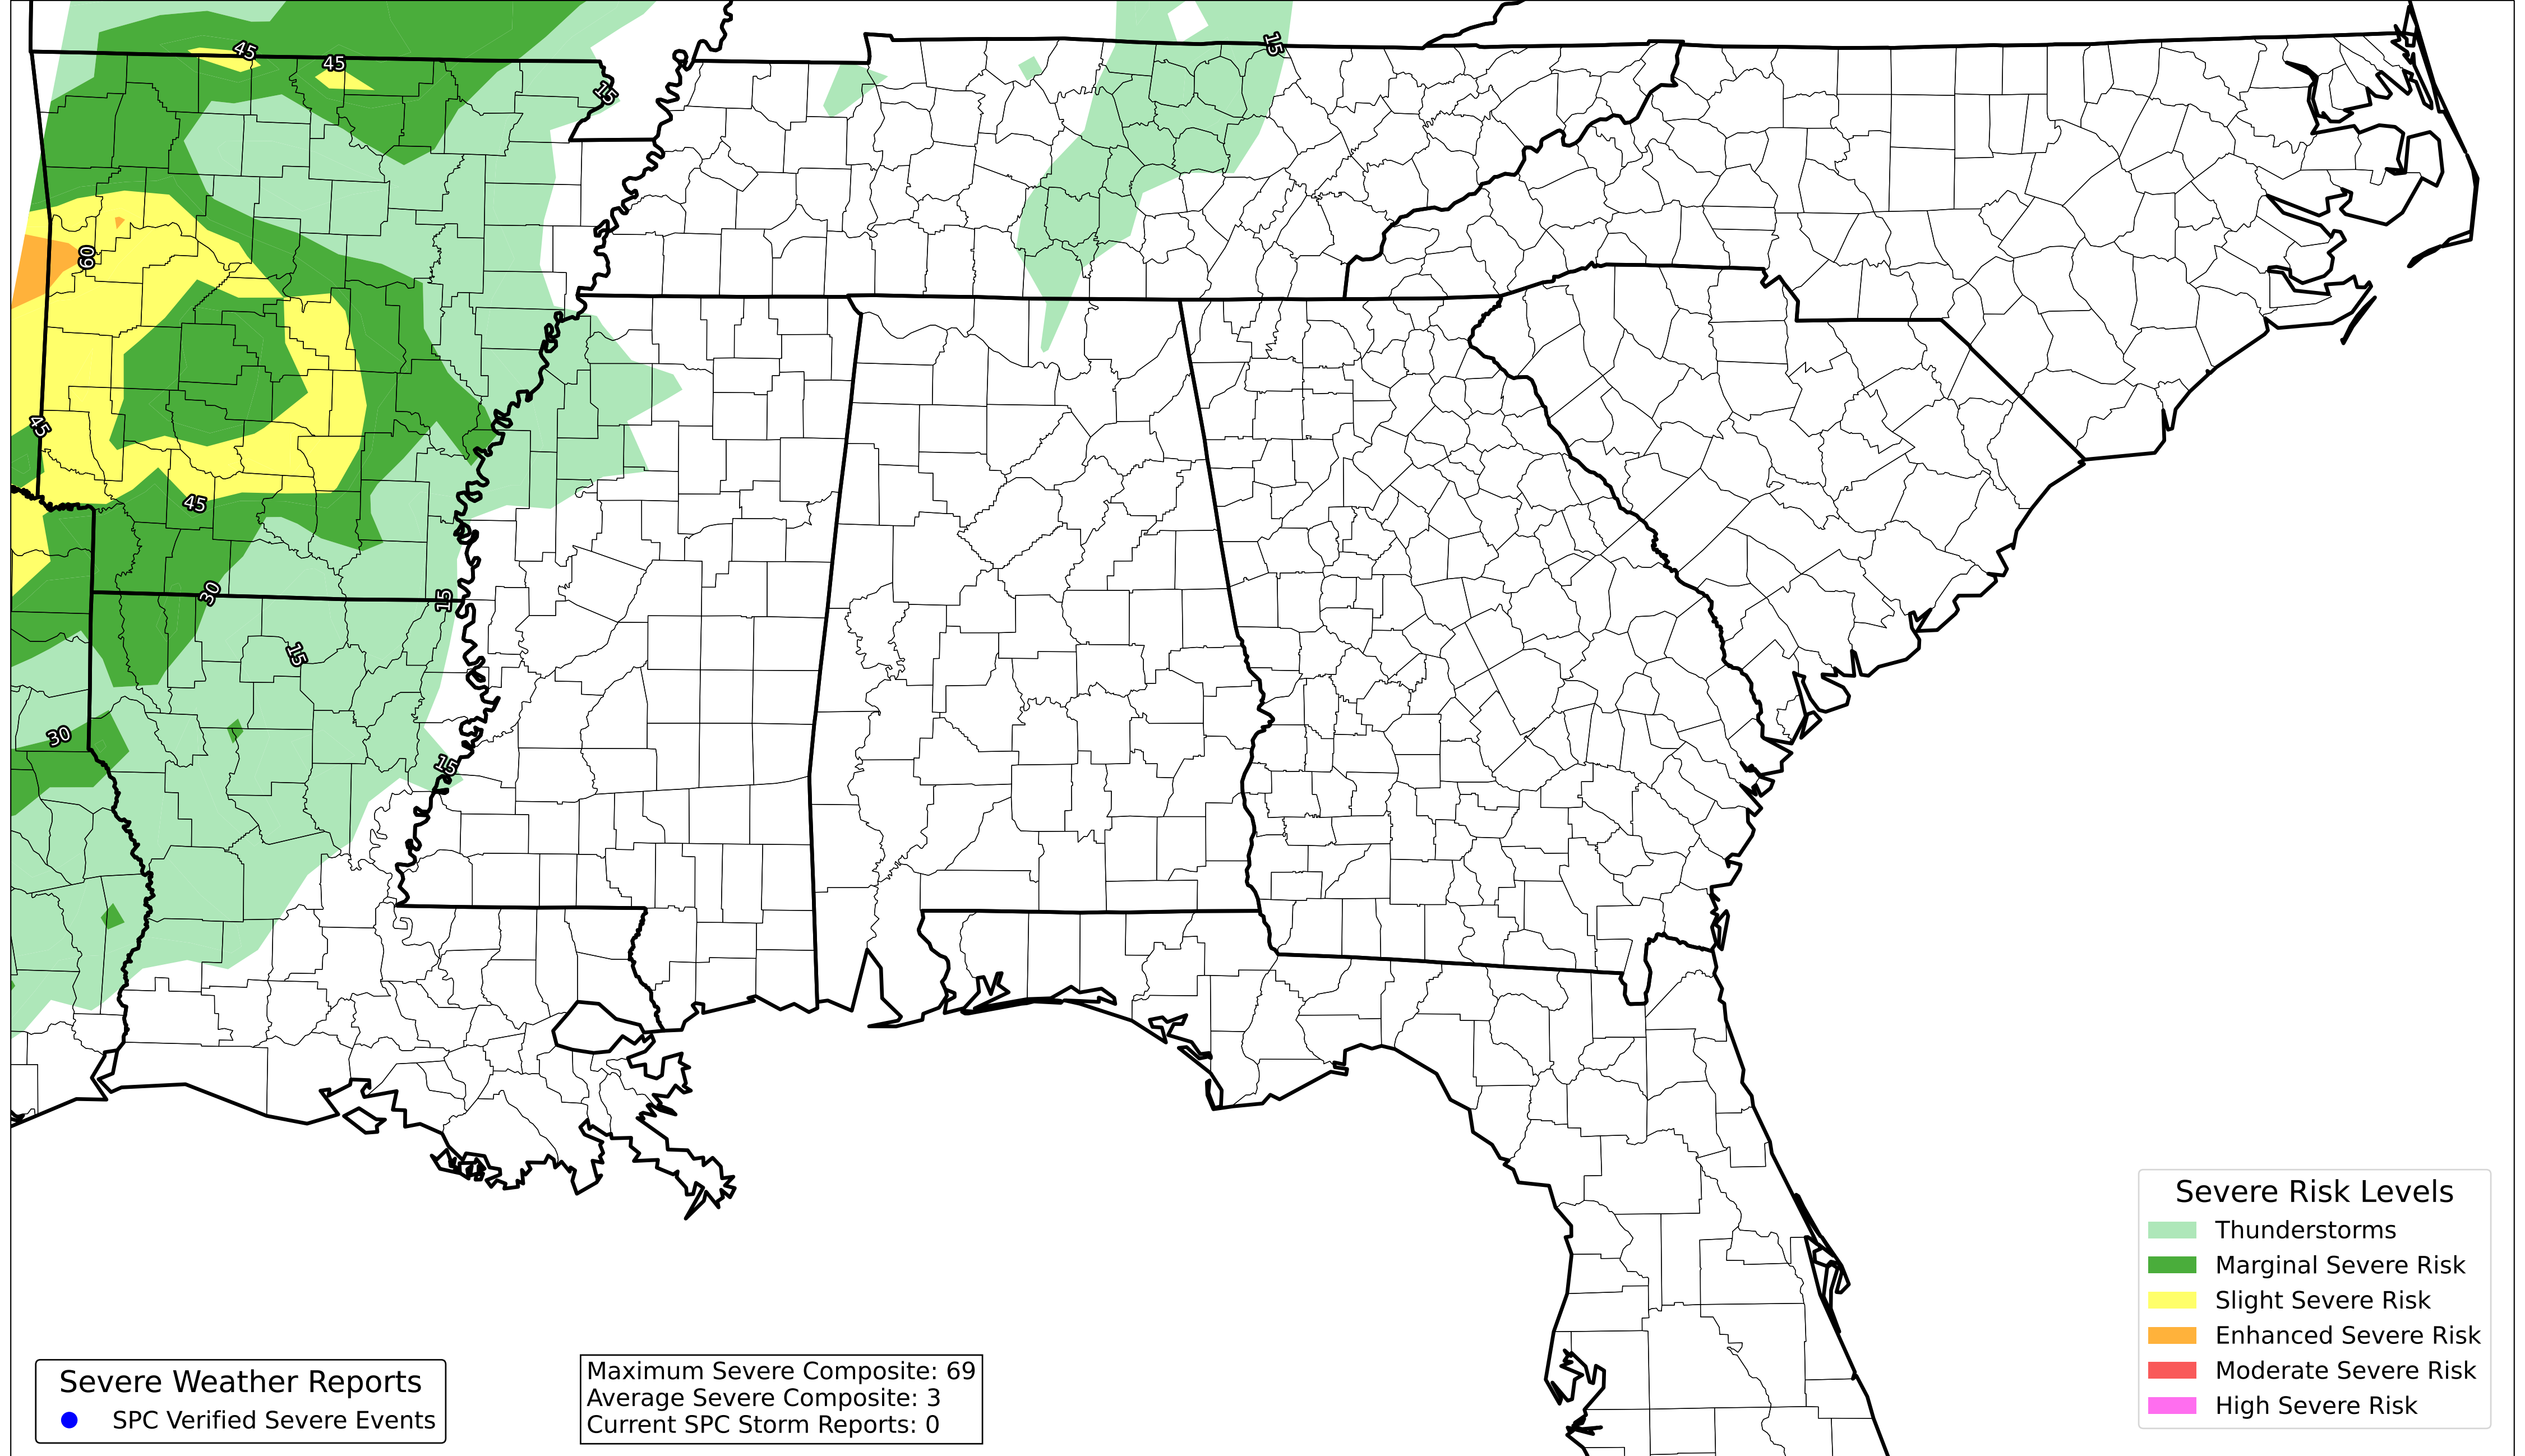 45
45
15
15
60
45
45
30
15
15
30
15
Severe Risk Levels
Thunderstorms
Marginal Severe Risk
Slight Severe Risk
Enhanced Severe Risk
Moderate Severe Risk
High Severe Risk
Severe Weather Reports
SPC Verified Severe Events
Maximum Severe Composite: 69
Average Severe Composite: 3
Current SPC Storm Reports: 0